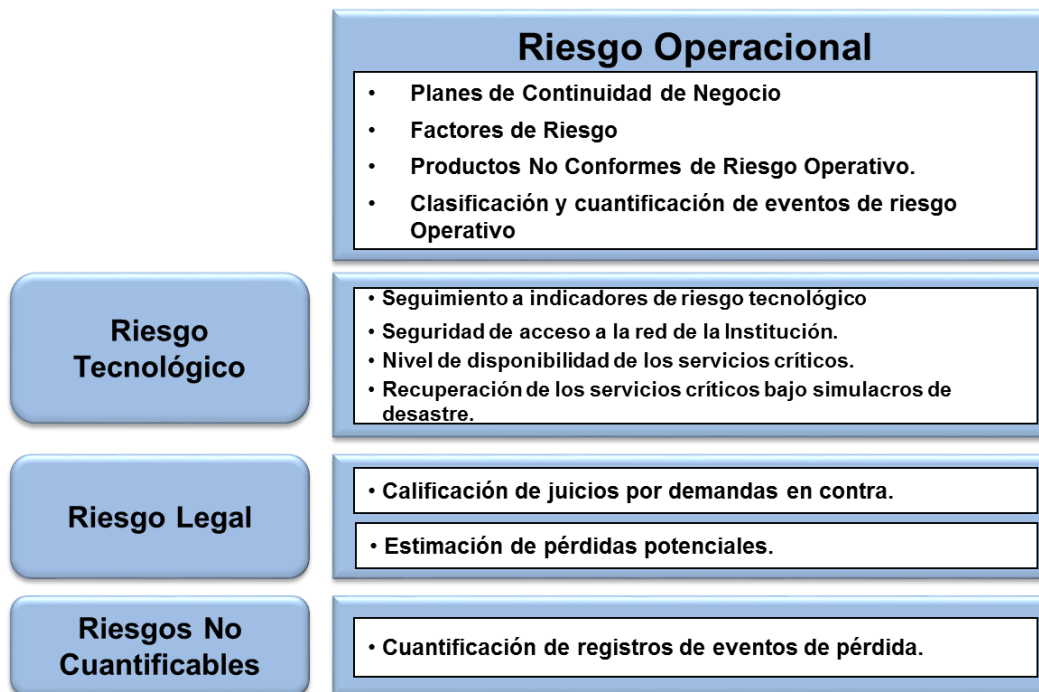 Riesgo Operacional
• Planes de Continuidad de Negocio
• Factores de Riesgo
• Productos No Conformes de Riesgo Operativo.
• Clasificación y cuantificación de eventos de riesgo
Operativo
Riesgo
Tecnológico
• Seguimiento a indicadores de riesgo tecnológico
• Seguridad de acceso a la red de la Institución.
• Nivel de disponibilidad de los servicios críticos.
• Recuperación de los servicios críticos bajo simulacros de
desastre.
Riesgo Legal
• Calificación de juicios por demandas en contra.
• Estimación de pérdidas potenciales.
Riesgos No
Cuantificables
• Cuantificación de registros de eventos de pérdida.